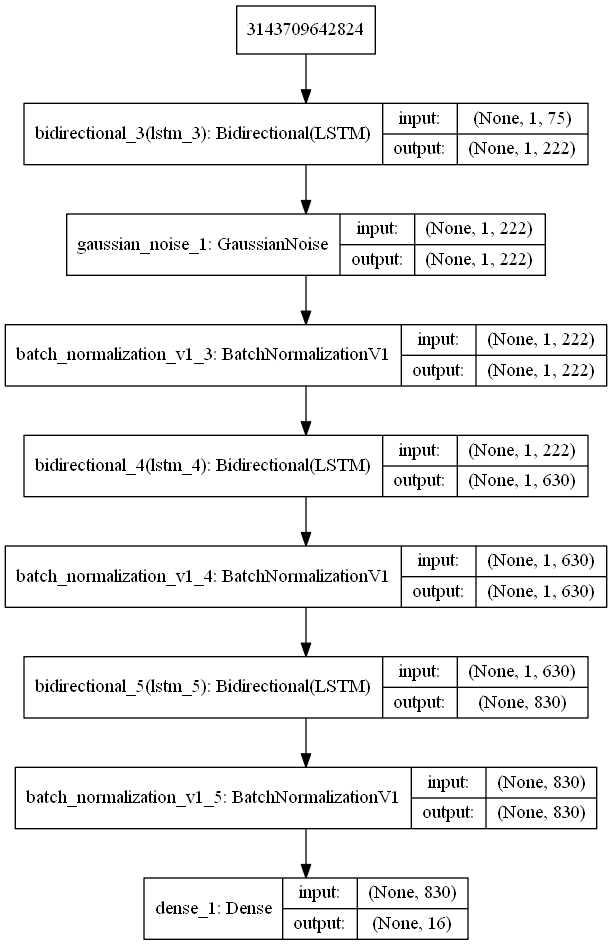 3143709642824
bidirectional_3(lstm_3): Bidirectional(LSTM)
input: (None, 1, 75)
output: (None, 1, 222)
gaussian_noise_1: GaussianNoise
input: (None, 1, 222)
output: (None, 1, 222)
batch_normalization_v1_3: BatchNormalizationV1
input: (None, 1, 222)
output: (None, 1, 222)
bidirectional_4(lstm_4): Bidirectional(LSTM)
input: (None, 1, 222)
output: (None, 1, 630)
batch_normalization_v1_4: BatchNormalizationV1
input: (None, 1, 630)
output: (None, 1, 630)
bidirectional_5(lstm_5): Bidirectional(LSTM)
input: (None, 1, 630)
output: (None, 830)
batch_normalization_v1_5: BatchNormalizationV1
input: (None, 830)
output: (None, 830)
dense_1: Dense
input: (None, 830)
output: (None, 16)